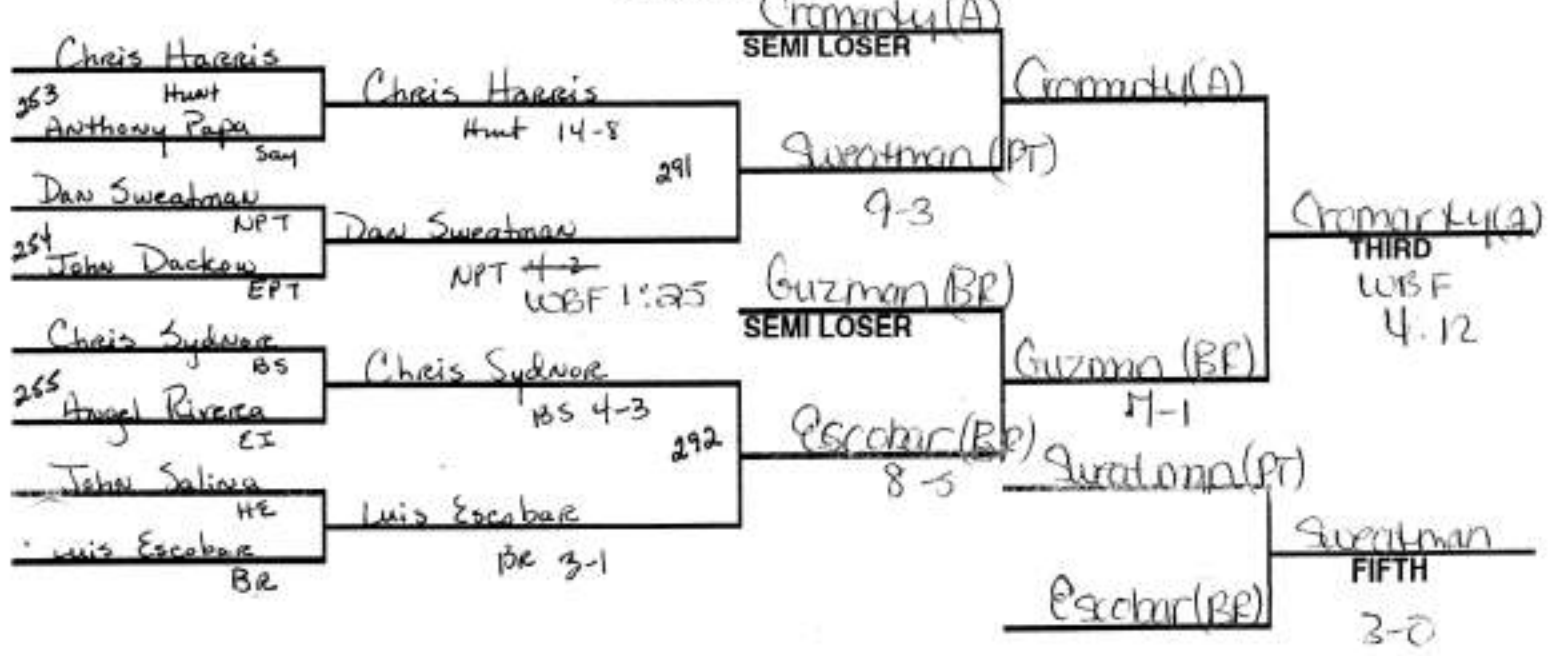 Cromarty(A)
SEMI LOSER
Chris Harris
Hunt
253
Anthony Papa
Say
Dan Sweatman
NPT
254
John Dackow
EPT
Chris Sydnor
BS
255
Angel Rivera
EI
John Salina
HE
Luis Escobar
BR
Chris Harris
Hunt 14-8
Dan Sweatman
NPT 4-2
WBF 1:25
Chris Sydnor
BS 4-3
Luis Escobar
BR 3-1
291
Sweatman (PT)
9-3
Guzman (BR)
SEMI LOSER
292
Escobar (BR)
8-5
Cromarty(A)
Guzman (BR)
7-1
Sweatman(PT)
Escobar(BR)
Cromarty(A)
THIRD
WBF
4:12
Sweatman
FIFTH
3-0